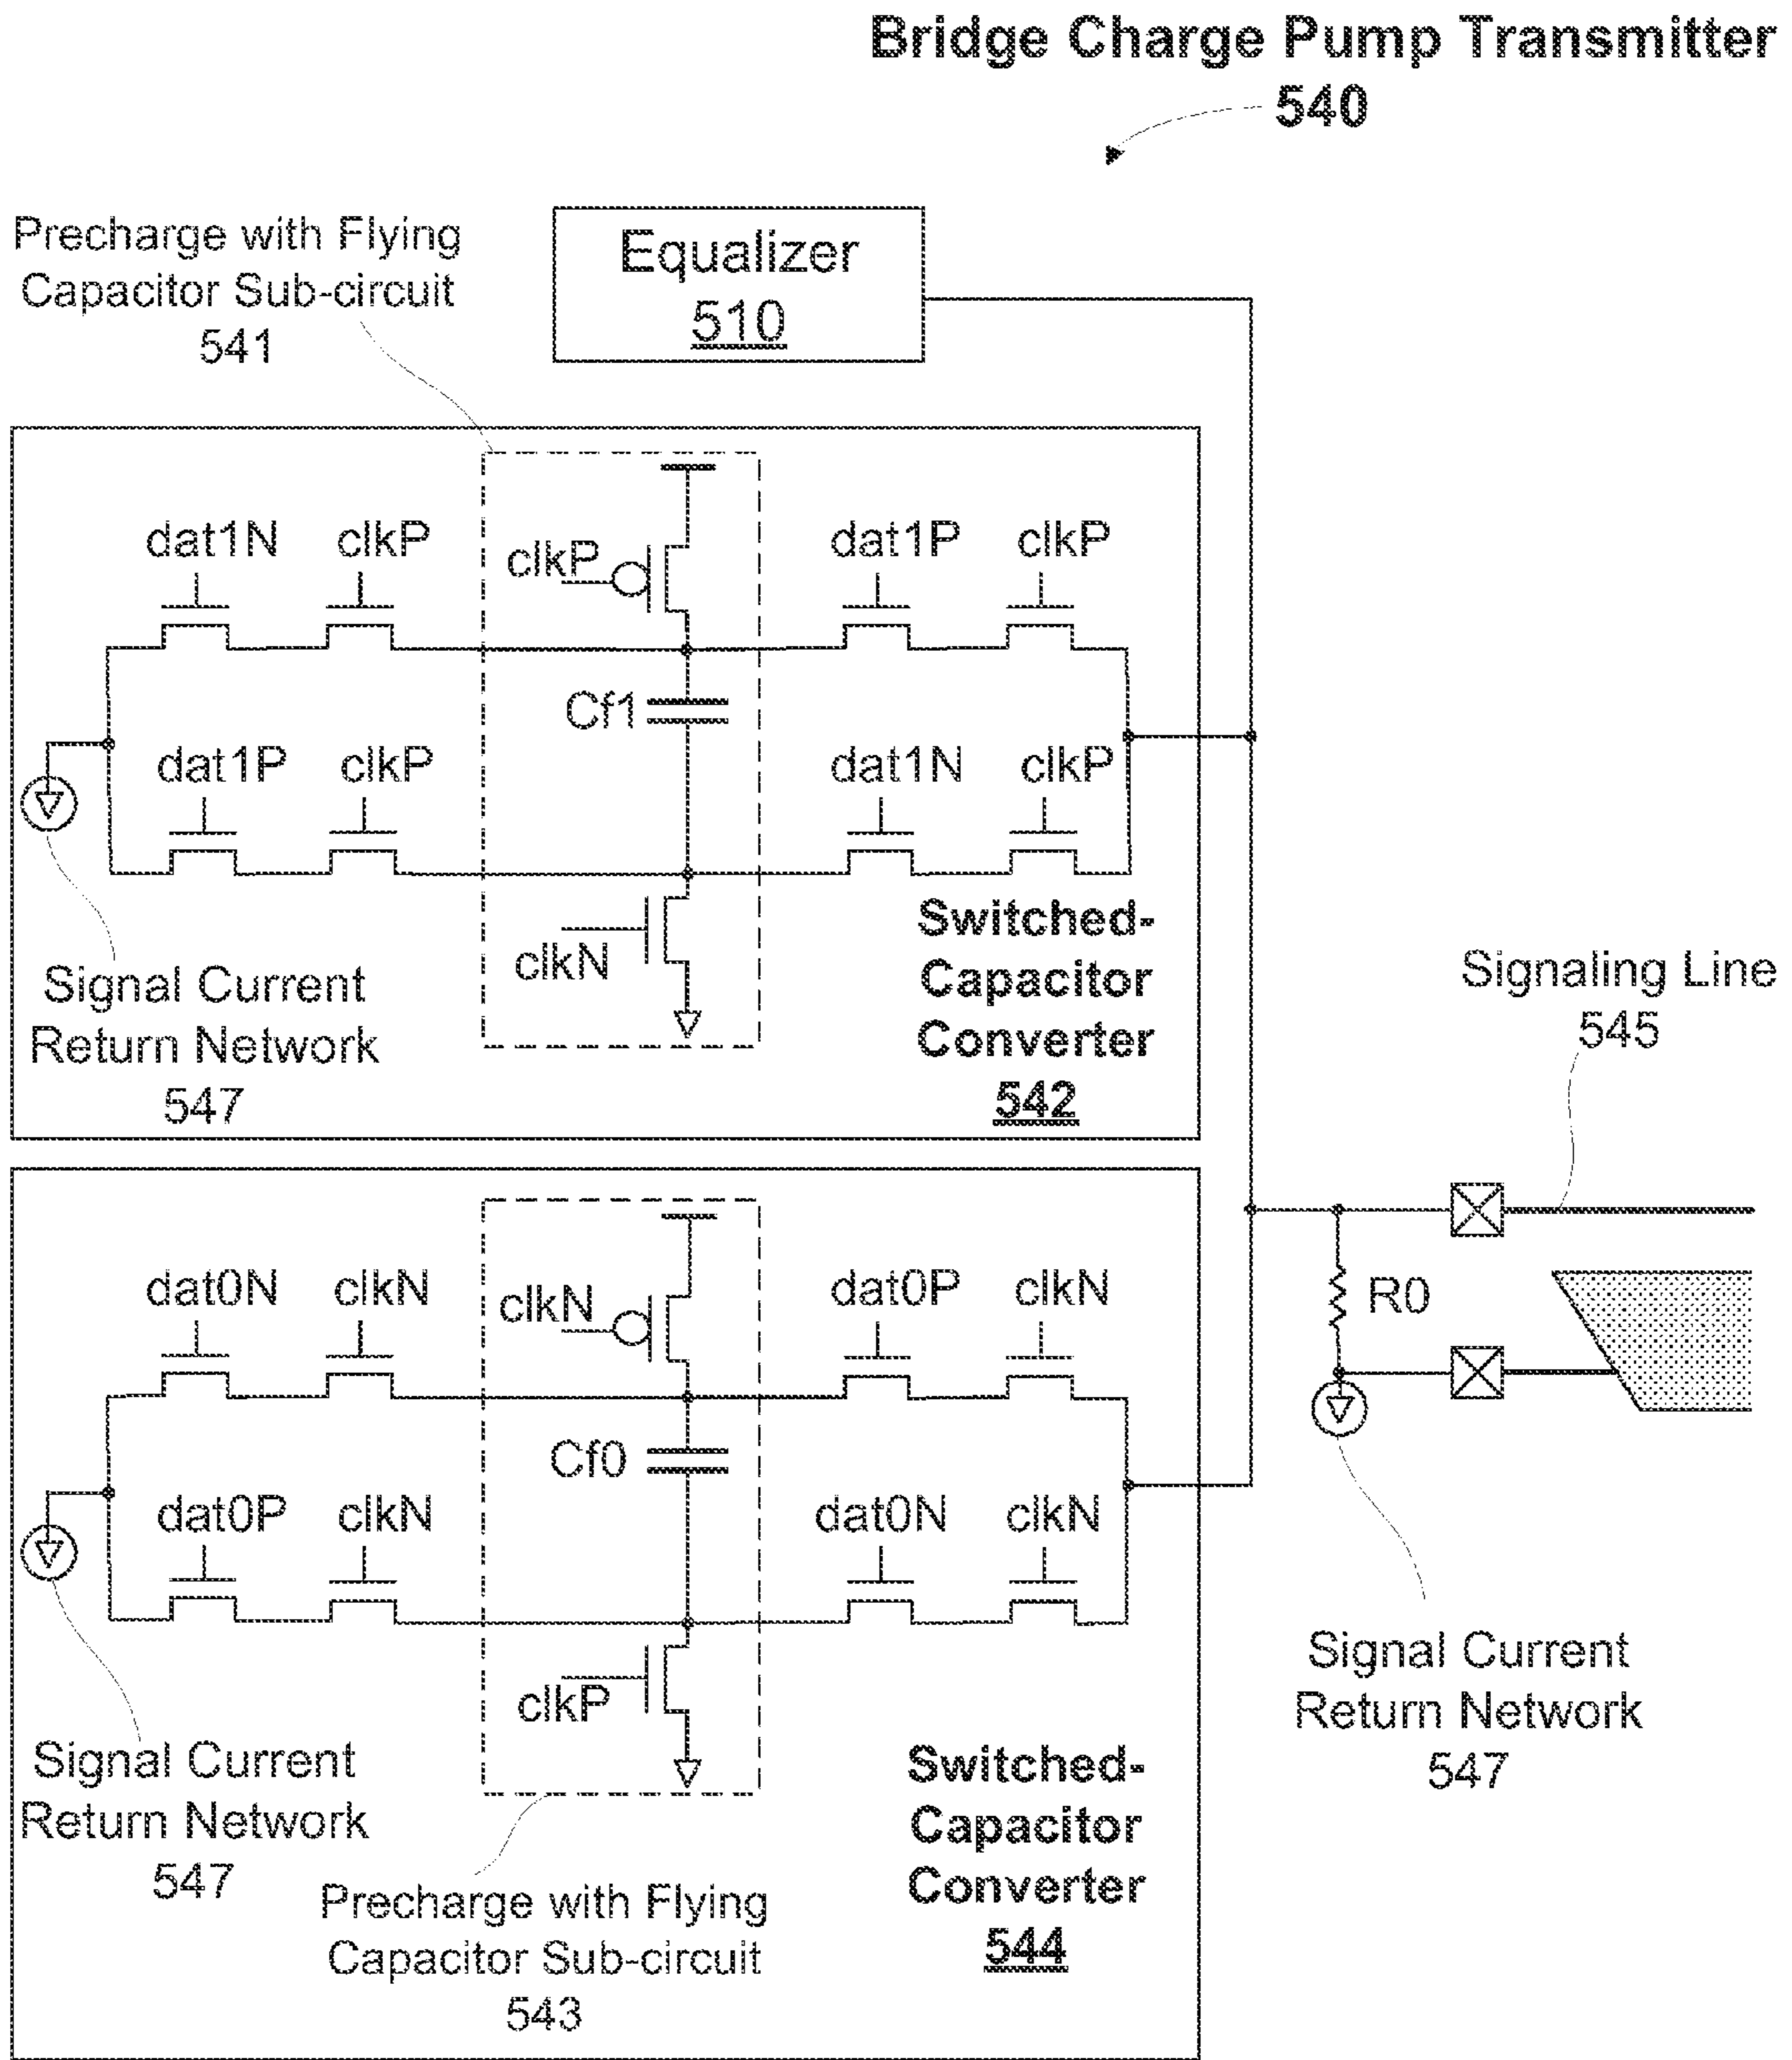 Bridge Charge Pump Transmitter
540
Precharge with Flying
Capacitor Sub-circuit
541
Equalizer
510
dat1N
clkP
clkP
dat1P
clkP
Cf1
dat1P
clkP
dat1N
clkP
clkN
Signal Current
Return Network
547
Switched-
Capacitor
Converter
542
Signaling Line
545
dat0N
clkN
clkN
dat0P
clkN
R0
Cf0
dat0P
clkN
dat0N
clkN
clkP
Signal Current
Return Network
547
Signal Current
Return Network
547
Switched-
Capacitor
Converter
544
Precharge with Flying
Capacitor Sub-circuit
543